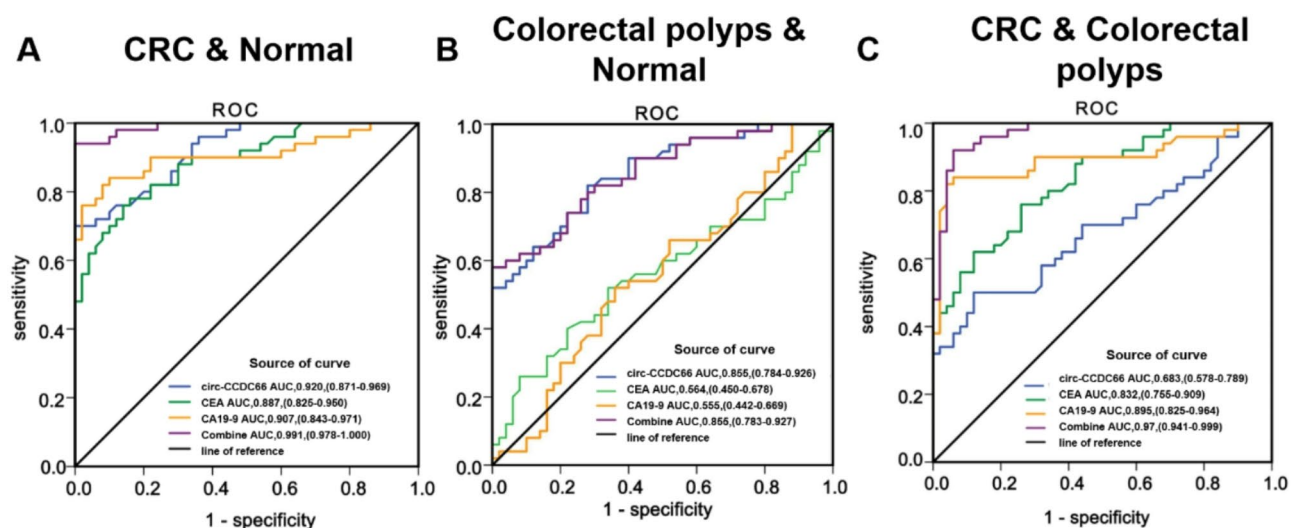 A
CRC & Normal
ROC
1.0
0.8
0.6
0.4
0.2
0.0
sensitivity
0.0 0.2 0.4 0.6 0.8 1.0
1 - specificity
Source of curve
circ-CCDC66 AUC,0.920,(0.871-0.969)
CEA AUC,0.887,(0.825-0.950)
CA19-9 AUC,0.907,(0.843-0.971)
Combine AUC,0.991,(0.978-1.000)
line of reference
B
Colorectal polyps &
Normal
ROC
1.0
0.8
0.6
0.4
0.2
0.0
sensitivity
0.0 0.2 0.4 0.6 0.8 1.0
1 - specificity
Source of curve
circ-CCDC66 AUC,0.855,(0.784-0.926)
CEA AUC,0.564,(0.450-0.678)
CA19-9 AUC,0.555,(0.442-0.669)
Combine AUC,0.855,(0.783-0.927)
line of reference
C
CRC & Colorectal
polyps
ROC
1.0
0.8
0.6
0.4
0.2
0.0
sensitivity
0.0 0.2 0.4 0.6 0.8 1.0
1 - specificity
Source of curve
circ-CCDC66 AUC,0.683,(0.578-0.789)
CEA AUC,0.832,(0.755-0.909)
CA19-9 AUC,0.895,(0.825-0.964)
Combine AUC,0.97,(0.941-0.999)
line of reference